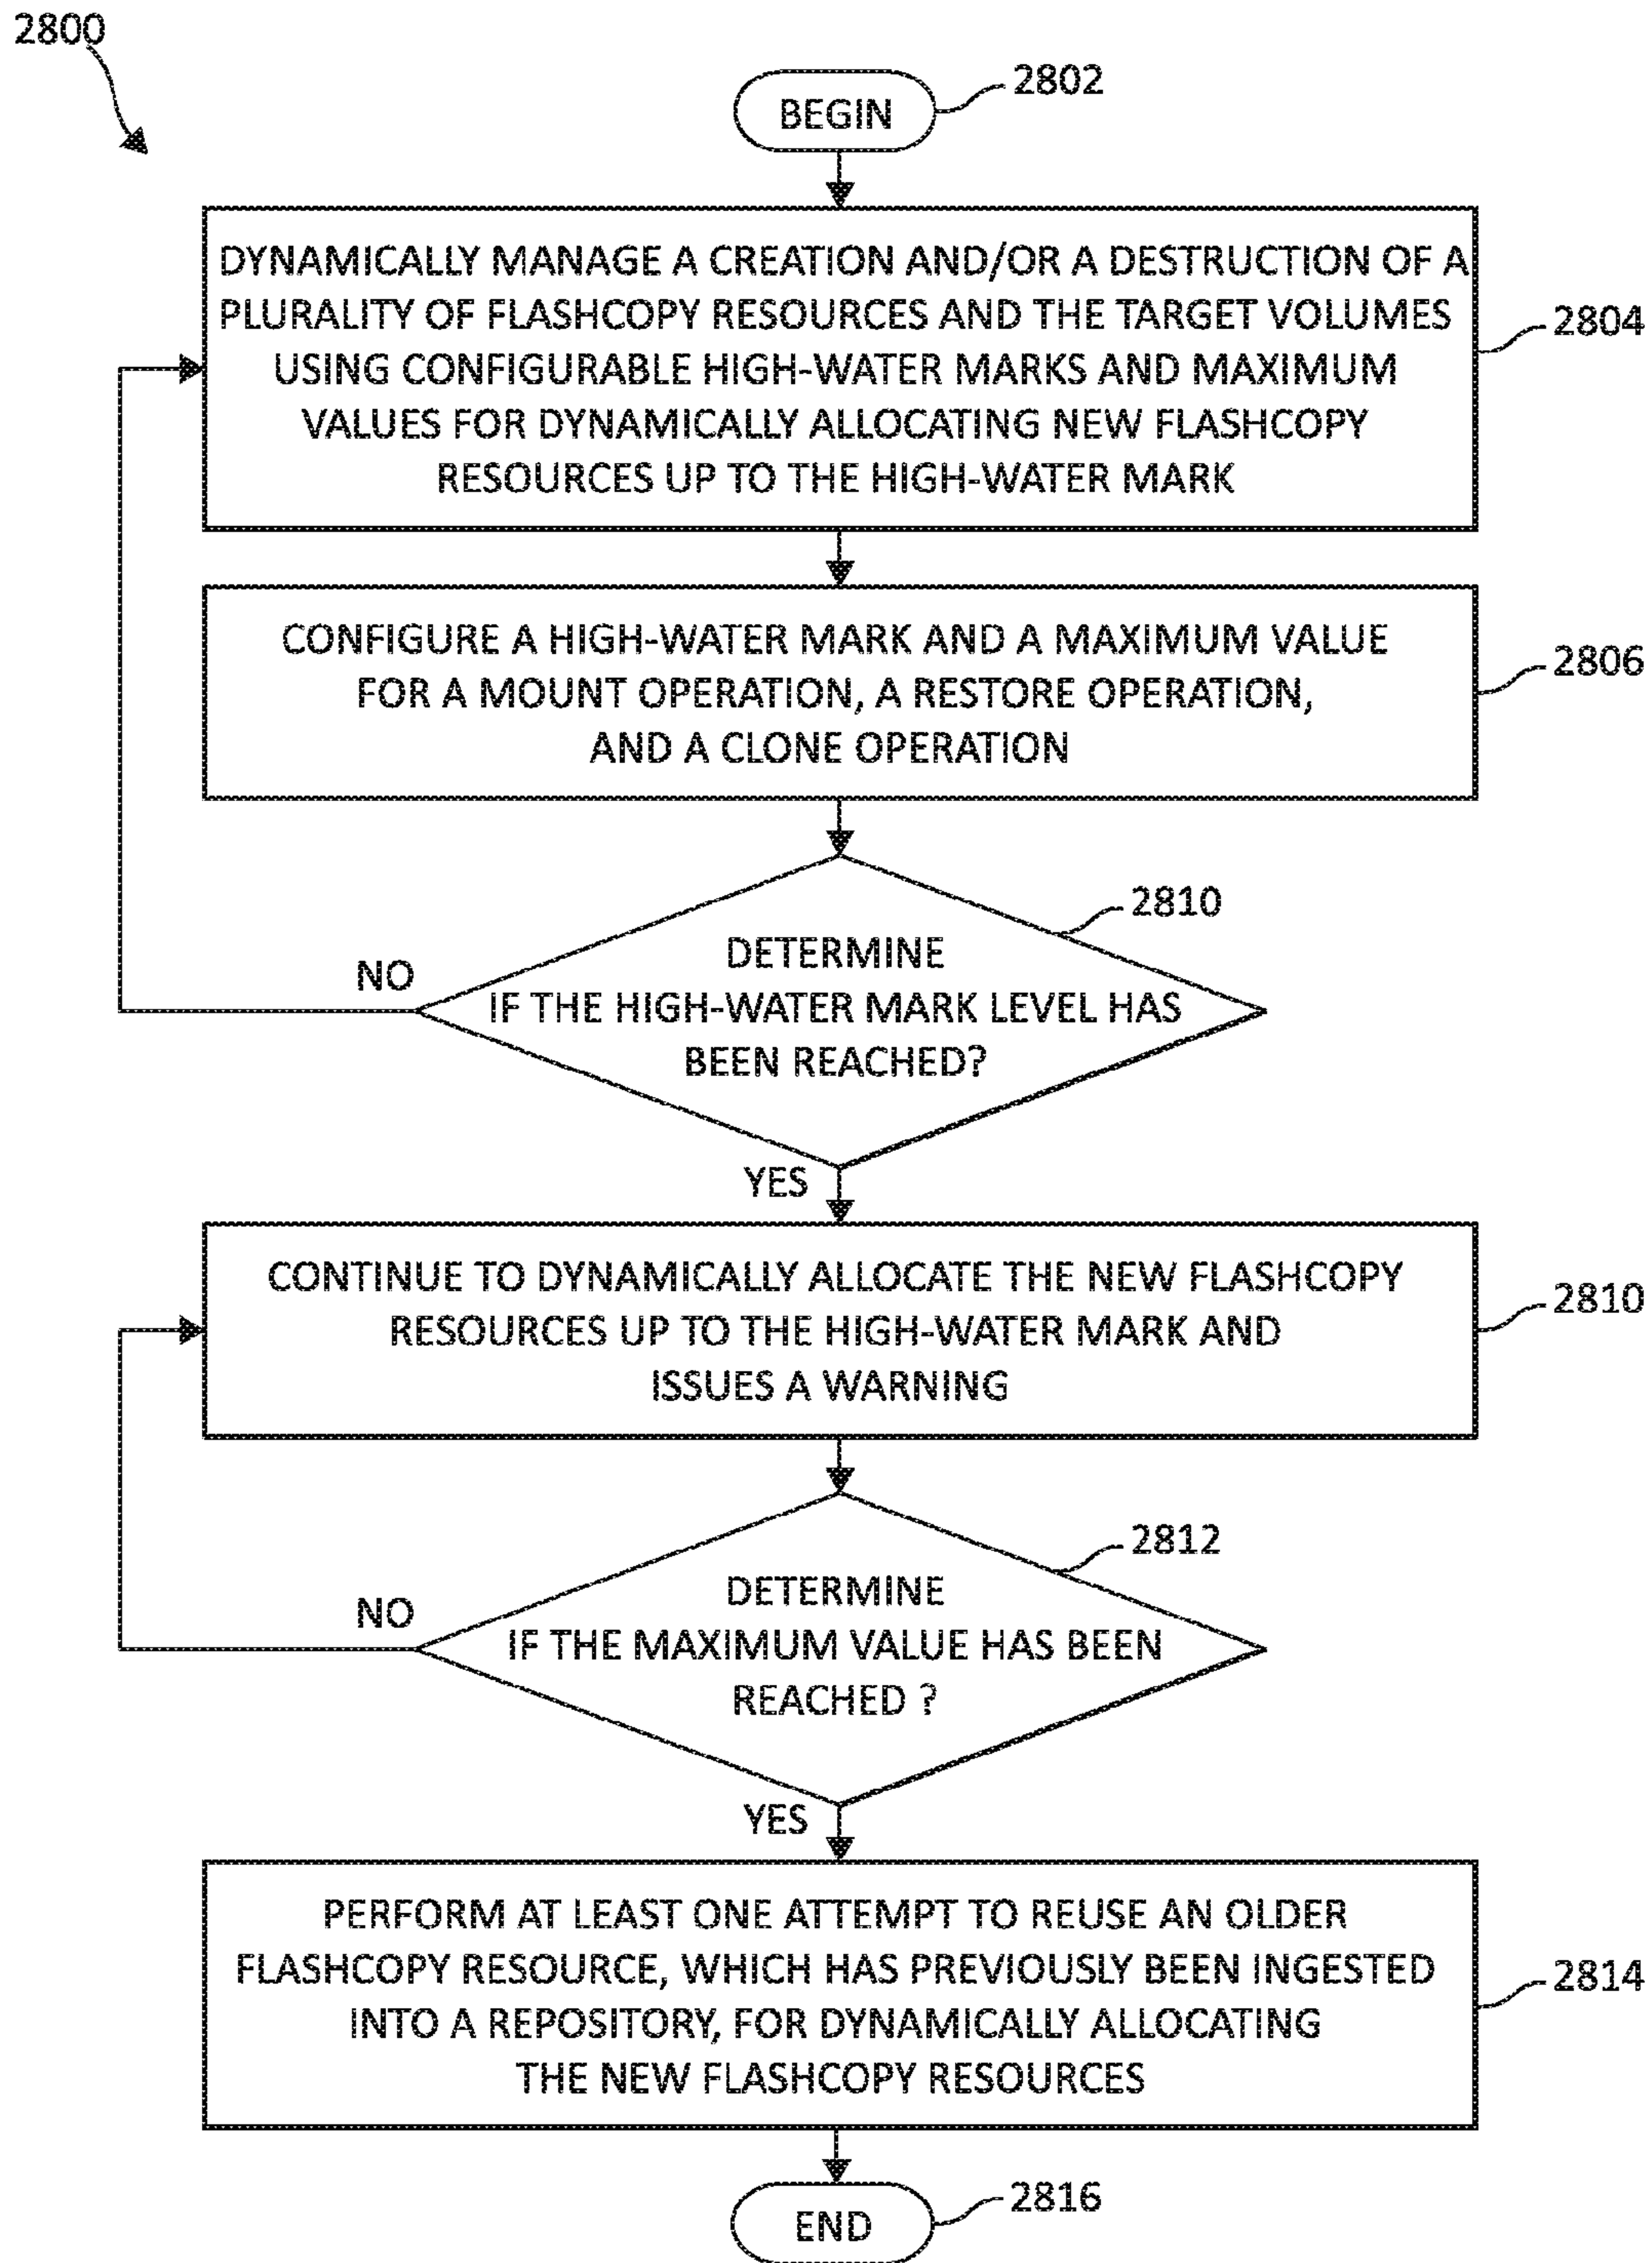 2800
BEGIN
2802
DYNAMICALLY MANAGE A CREATION AND/OR A DESTRUCTION OF A
PLURALITY OF FLASHCOPY RESOURCES AND THE TARGET VOLUMES
USING CONFIGURABLE HIGH-WATER MARKS AND MAXIMUM
VALUES FOR DYNAMICALLY ALLOCATING NEW FLASHCOPY
RESOURCES UP TO THE HIGH-WATER MARK
2804
CONFIGURE A HIGH-WATER MARK AND A MAXIMUM VALUE
FOR A MOUNT OPERATION, A RESTORE OPERATION,
AND A CLONE OPERATION
2806
2810
DETERMINE
IF THE HIGH-WATER MARK LEVEL HAS
BEEN REACHED?
NO
YES
CONTINUE TO DYNAMICALLY ALLOCATE THE NEW FLASHCOPY
RESOURCES UP TO THE HIGH-WATER MARK AND
ISSUES A WARNING
2810
2812
DETERMINE
IF THE MAXIMUM VALUE HAS BEEN
REACHED ?
NO
YES
PERFORM AT LEAST ONE ATTEMPT TO REUSE AN OLDER
FLASHCOPY RESOURCE, WHICH HAS PREVIOUSLY BEEN INGESTED
INTO A REPOSITORY, FOR DYNAMICALLY ALLOCATING
THE NEW FLASHCOPY RESOURCES
2814
END
2816